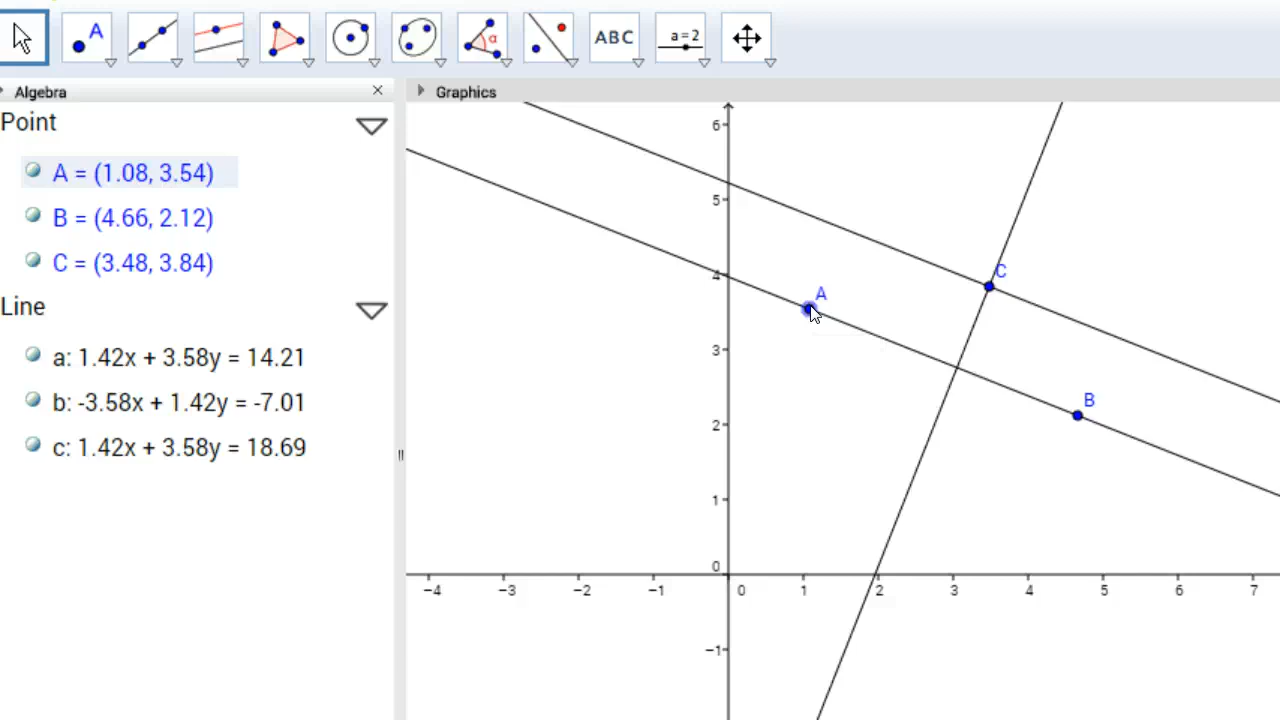 A
α
ABC
a=2
Algebra
Graphics
Point
A = (1.08, 3.54)
B = (4.66, 2.12)
C = (3.48, 3.84)
Line
a: 1.42x + 3.58y = 14.21
b: -3.58x + 1.42y = -7.01
c: 1.42x + 3.58y = 18.69
6
5
4
3
2
1
0
−1
−4 −3 −2 −1 0 1 2 3 4 5 6 7
A
B
C